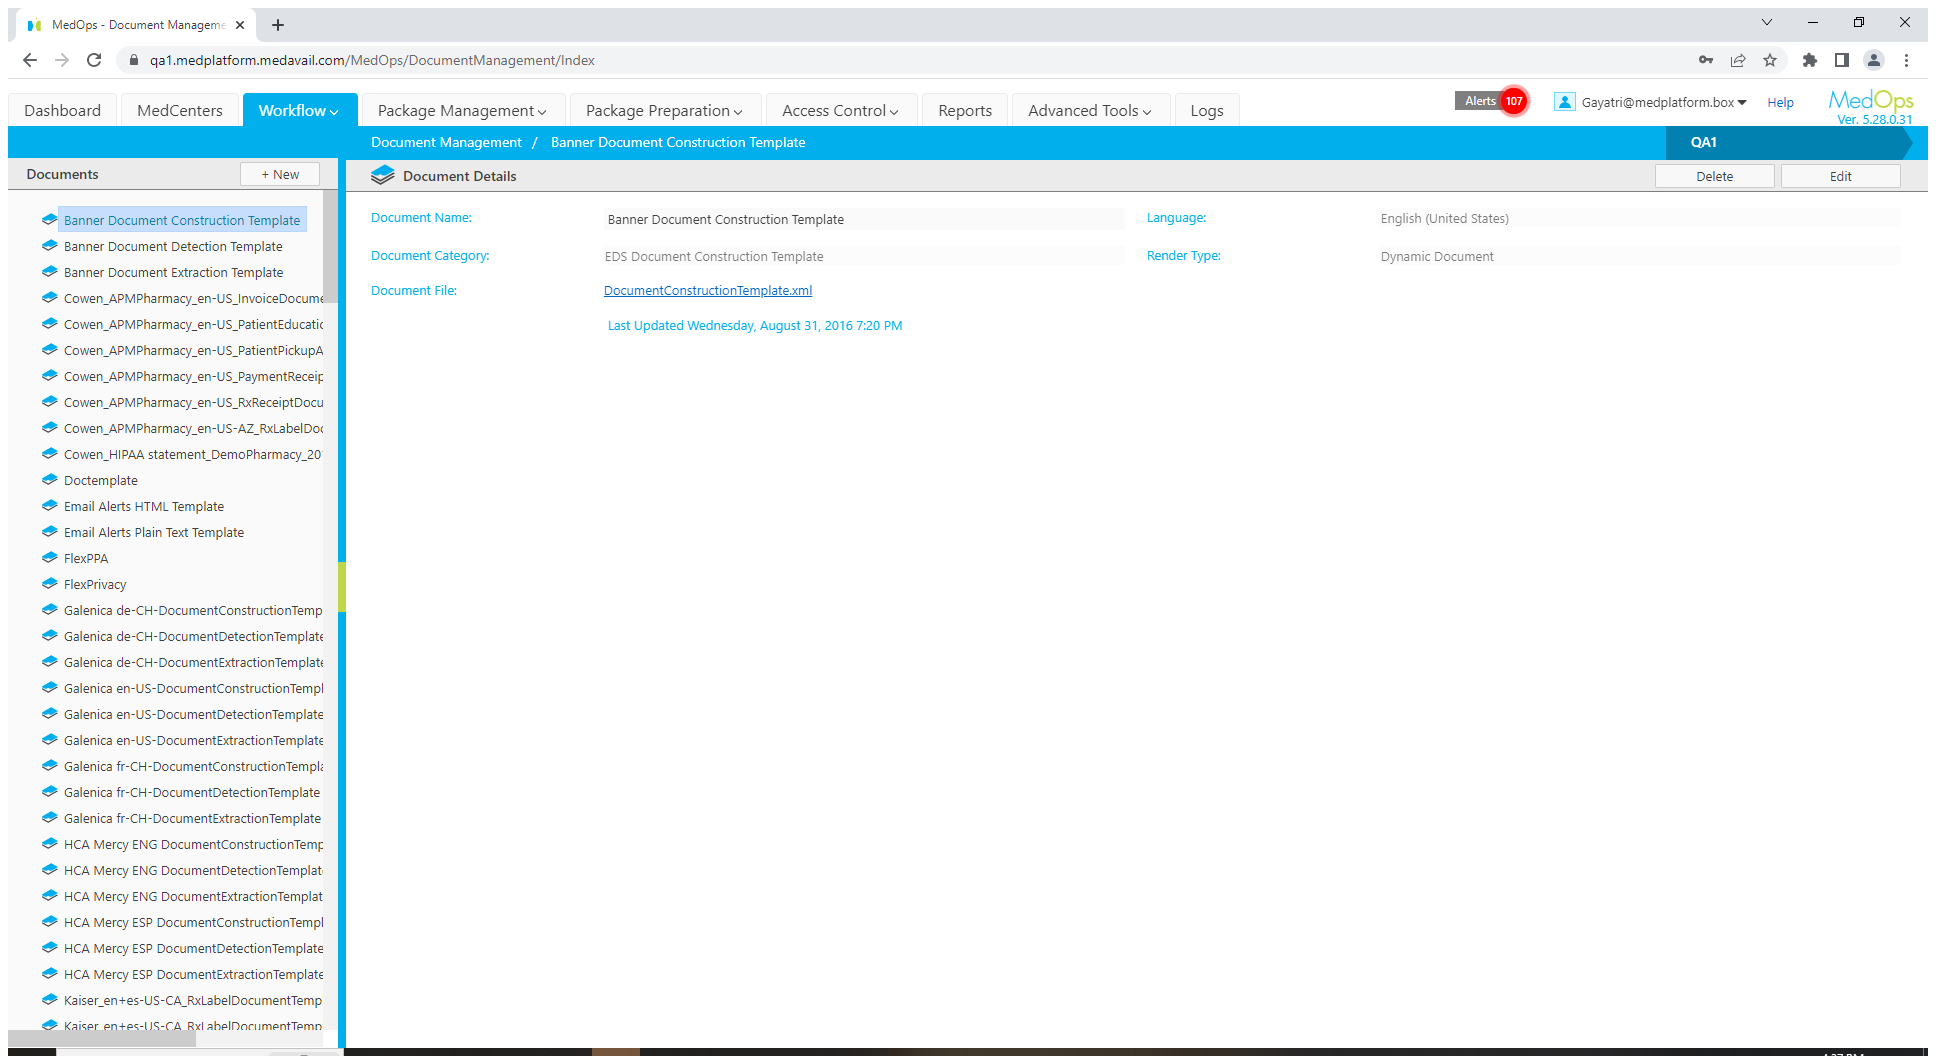 MedOps - Document Manageme
qa1.medplatform.medavail.com/MedOps/DocumentManagement/Index
Dashboard MedCenters Workflow Package Management Package Preparation Access Control Reports Advanced Tools Logs Alerts 107 Gayatri@medplatform.box Help MedOps
Ver. 5.28.0.31
Document Management / Banner Document Construction Template QA1
Documents + New Document Details Delete Edit
Document Name: Banner Document Construction Template Language: English (United States)
Document Category: EDS Document Construction Template Render Type: Dynamic Document
Document File: DocumentConstructionTemplate.xml
Last Updated Wednesday, August 31, 2016 7:20 PM
Banner Document Construction Template
Banner Document Detection Template
Banner Document Extraction Template
Cowen_APMPharmacy_en-US_InvoiceDocume
Cowen_APMPharmacy_en-US_PatientEducatio
Cowen_APMPharmacy_en-US_PatientPickupA
Cowen_APMPharmacy_en-US_PaymentReceip
Cowen_APMPharmacy_en-US_RxReceiptDocu
Cowen_APMPharmacy_en-US-AZ_RxLabelDoc
Cowen_HIPAA statement_DemoPharmacy_201
Doctemplate
Email Alerts HTML Template
Email Alerts Plain Text Template
FlexPPA
FlexPrivacy
Galenica de-CH-DocumentConstructionTemp
Galenica de-CH-DocumentDetectionTemplate
Galenica de-CH-DocumentExtractionTemplate
Galenica en-US-DocumentConstructionTempl
Galenica en-US-DocumentDetectionTemplate
Galenica en-US-DocumentExtractionTemplate
Galenica fr-CH-DocumentConstructionTempla
Galenica fr-CH-DocumentDetectionTemplate
Galenica fr-CH-DocumentExtractionTemplate
HCA Mercy ENG DocumentConstructionTemp
HCA Mercy ENG DocumentDetectionTemplat
HCA Mercy ENG DocumentExtractionTemplat
HCA Mercy ESP DocumentConstructionTempl
HCA Mercy ESP DocumentDetectionTemplate
HCA Mercy ESP DocumentExtractionTemplate
Kaiser_en+es-US-CA_RxLabelDocumentTemp
Kaiser_en+es-US-CA_RxLabelDocumentTemp